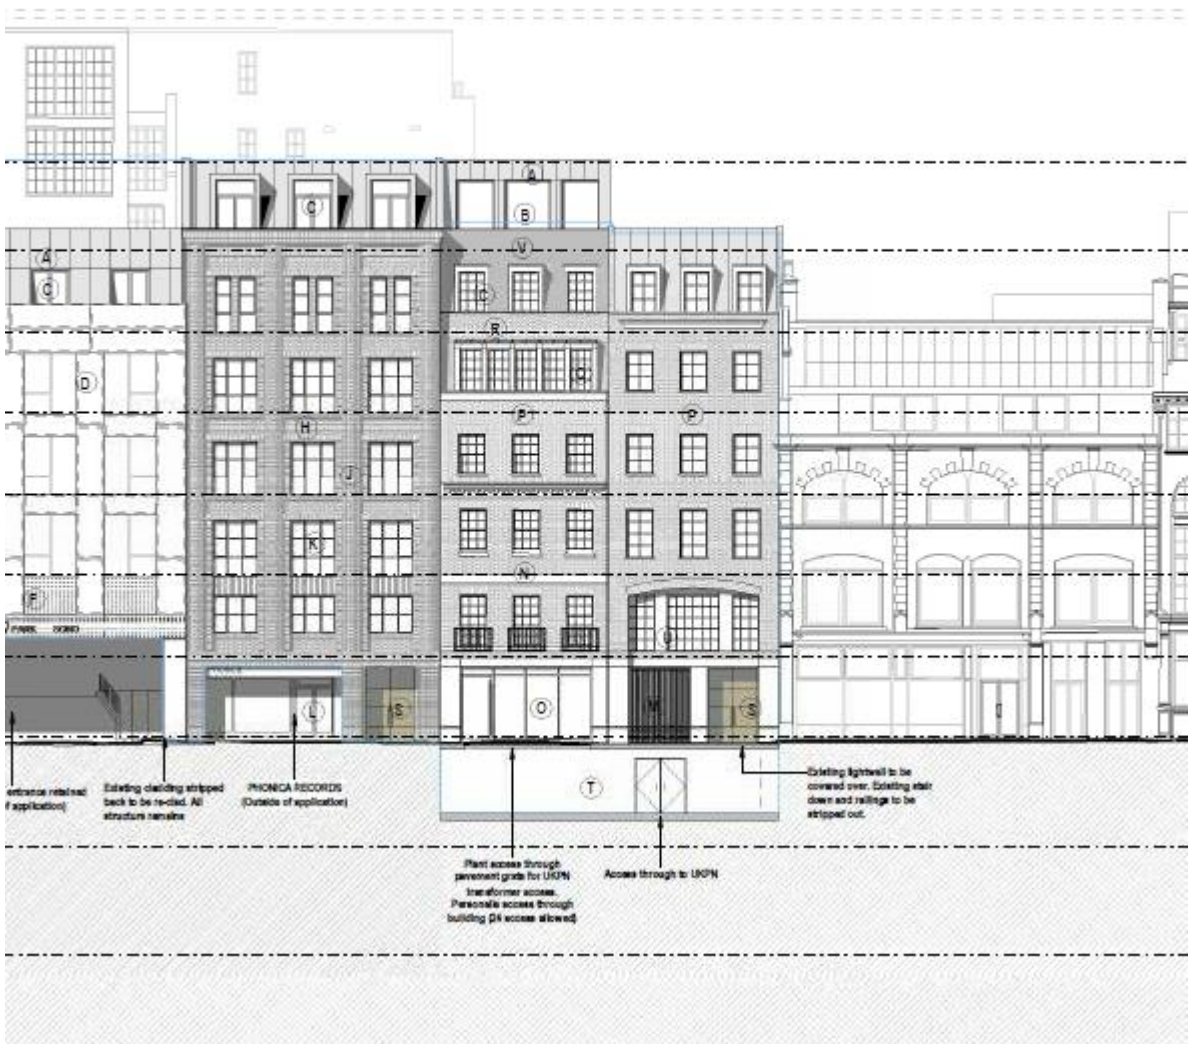 A
C
B
V
A
C
C
R
Q
D
P
P
H
J
K
N
F
PARK SOHO
U
L
S
O
M
S
entrance retained
of application)
Existing cladding stripped
back to be re-clad. All
structure remains
PHONICA RECORDS
(Outside of application)
T
Existing lightwell to be
covered over. Existing stair
down and railings to be
stripped out.
Plant access through
pavement grate for UKPN
transformer access.
Personelle access through
building (24 access allowed)
Access through to UKPN